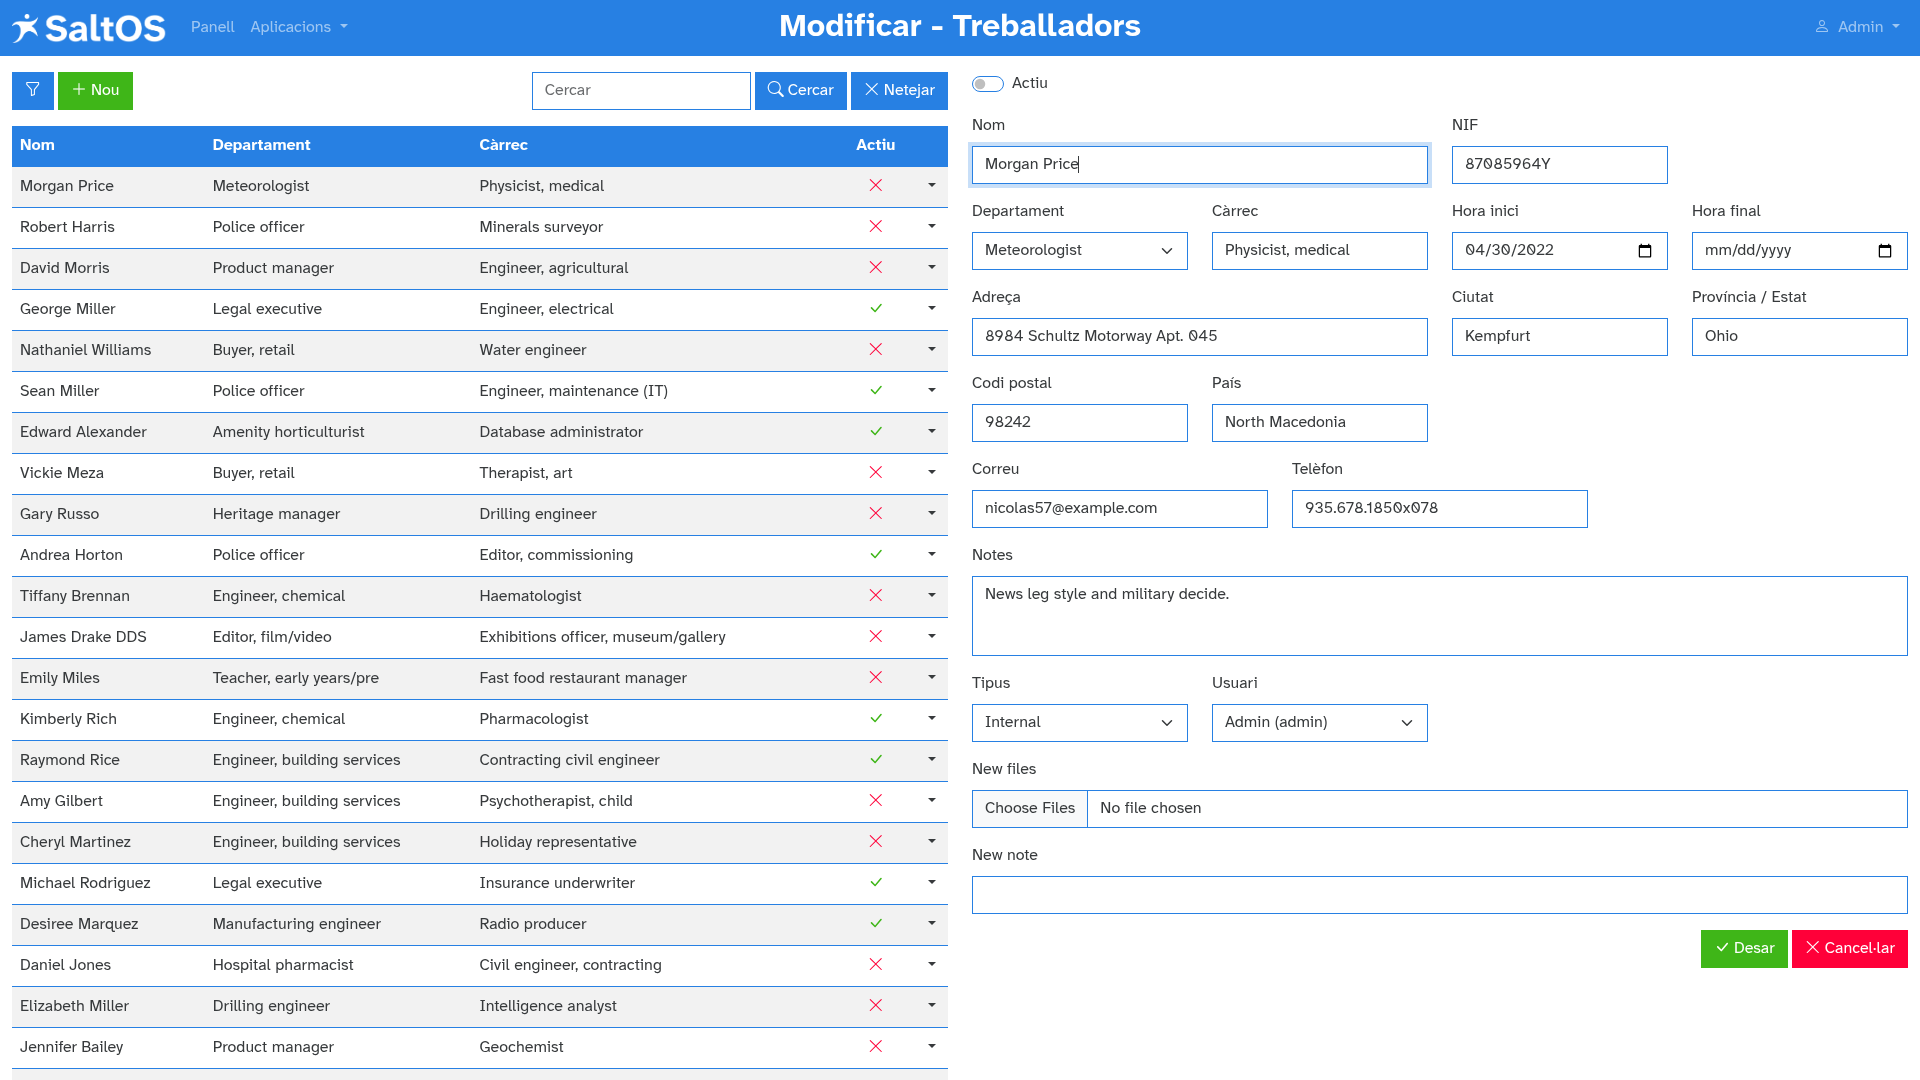 SaltOS Panell Aplicacions Modificar - Treballadors Admin
Nou Cercar Cercar Netejar
Nom Departament Càrrec Actiu
Morgan Price Meteorologist Physicist, medical
Robert Harris Police officer Minerals surveyor
David Morris Product manager Engineer, agricultural
George Miller Legal executive Engineer, electrical
Nathaniel Williams Buyer, retail Water engineer
Sean Miller Police officer Engineer, maintenance (IT)
Edward Alexander Amenity horticulturist Database administrator
Vickie Meza Buyer, retail Therapist, art
Gary Russo Heritage manager Drilling engineer
Andrea Horton Police officer Editor, commissioning
Tiffany Brennan Engineer, chemical Haematologist
James Drake DDS Editor, film/video Exhibitions officer, museum/gallery
Emily Miles Teacher, early years/pre Fast food restaurant manager
Kimberly Rich Engineer, chemical Pharmacologist
Raymond Rice Engineer, building services Contracting civil engineer
Amy Gilbert Engineer, building services Psychotherapist, child
Cheryl Martinez Engineer, building services Holiday representative
Michael Rodriguez Legal executive Insurance underwriter
Desiree Marquez Manufacturing engineer Radio producer
Daniel Jones Hospital pharmacist Civil engineer, contracting
Elizabeth Miller Drilling engineer Intelligence analyst
Jennifer Bailey Product manager Geochemist
Actiu
Nom NIF
Morgan Price 87085964Y
Departament Càrrec Hora inici Hora final
Meteorologist Physicist, medical 04/30/2022 mm/dd/yyyy
Adreça Ciutat Província / Estat
8984 Schultz Motorway Apt. 045 Kempfurt Ohio
Codi postal País
98242 North Macedonia
Correu Telèfon
nicolas57@example.com 935.678.1850x078
Notes
News leg style and military decide.
Tipus Usuari
Internal Admin (admin)
New files
Choose Files No file chosen
New note
Desar Cancel·lar